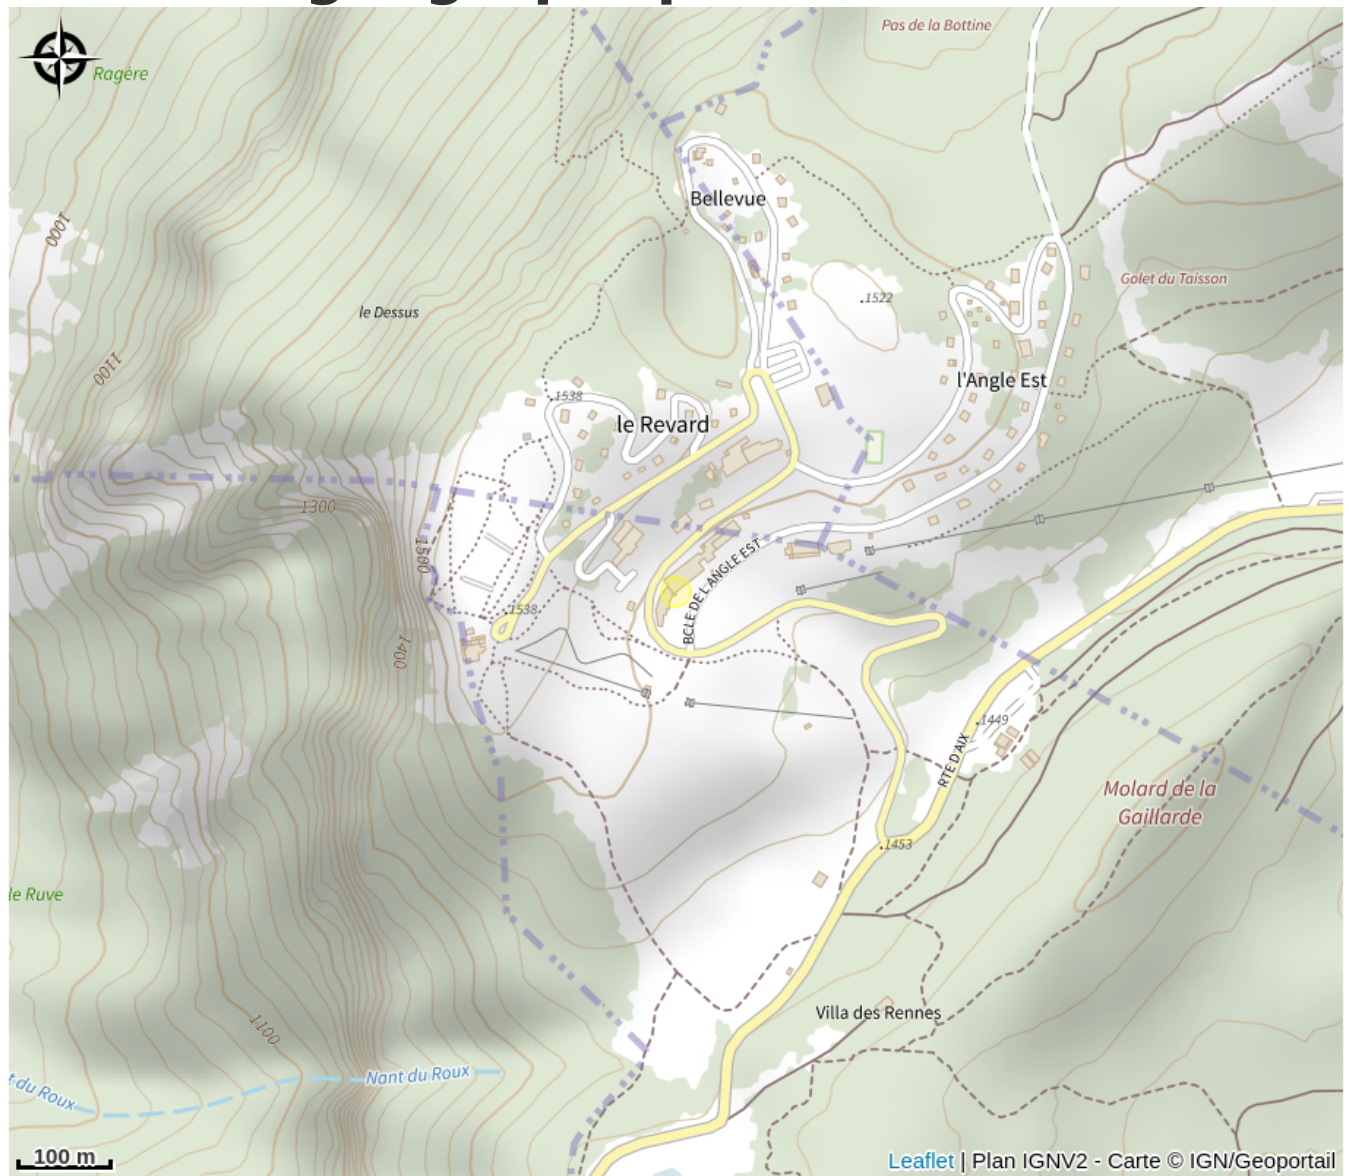 Pas de la Bottine
Ragère
Bellevue
1000
Golet du Taisson
.1522
le Dessus
1100
l'Angle Est
.1538
le Revard
1300
1500
BCLE DE L'ANGLE EST
.1538
1400
.1449
RTE D'AIX
Molard de la
Gaillarde
.1453
le Ruve
Villa des Rennes
1100
Nant du Roux
t du Roux
100 m
Leaflet | Plan IGNV2 - Carte © IGN/Geoportail